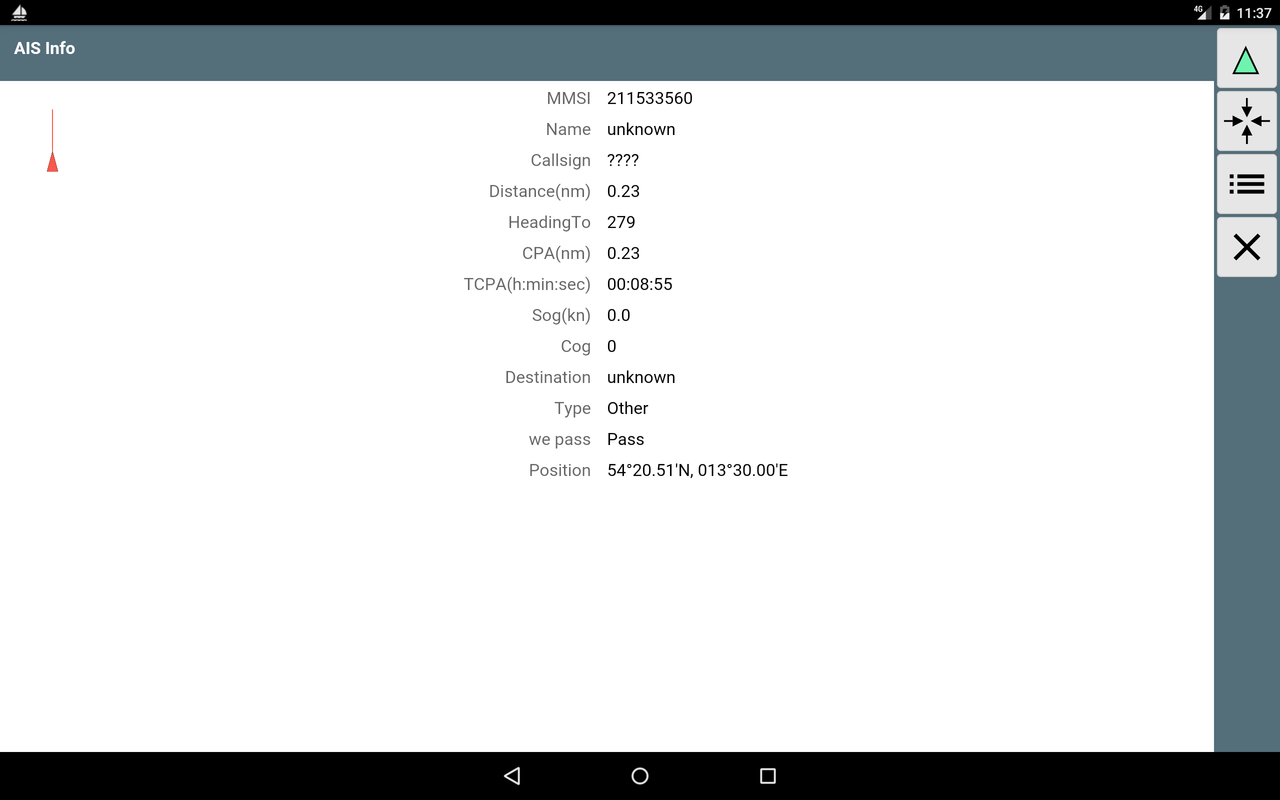 4G 11:37
AIS Info
MMSI 211533560
Name unknown
Callsign ????
Distance(nm) 0.23
HeadingTo 279
CPA(nm) 0.23
TCPA(h:min:sec) 00:08:55
Sog(kn) 0.0
Cog 0
Destination unknown
Type Other
we pass Pass
Position 54°20.51'N, 013°30.00'E